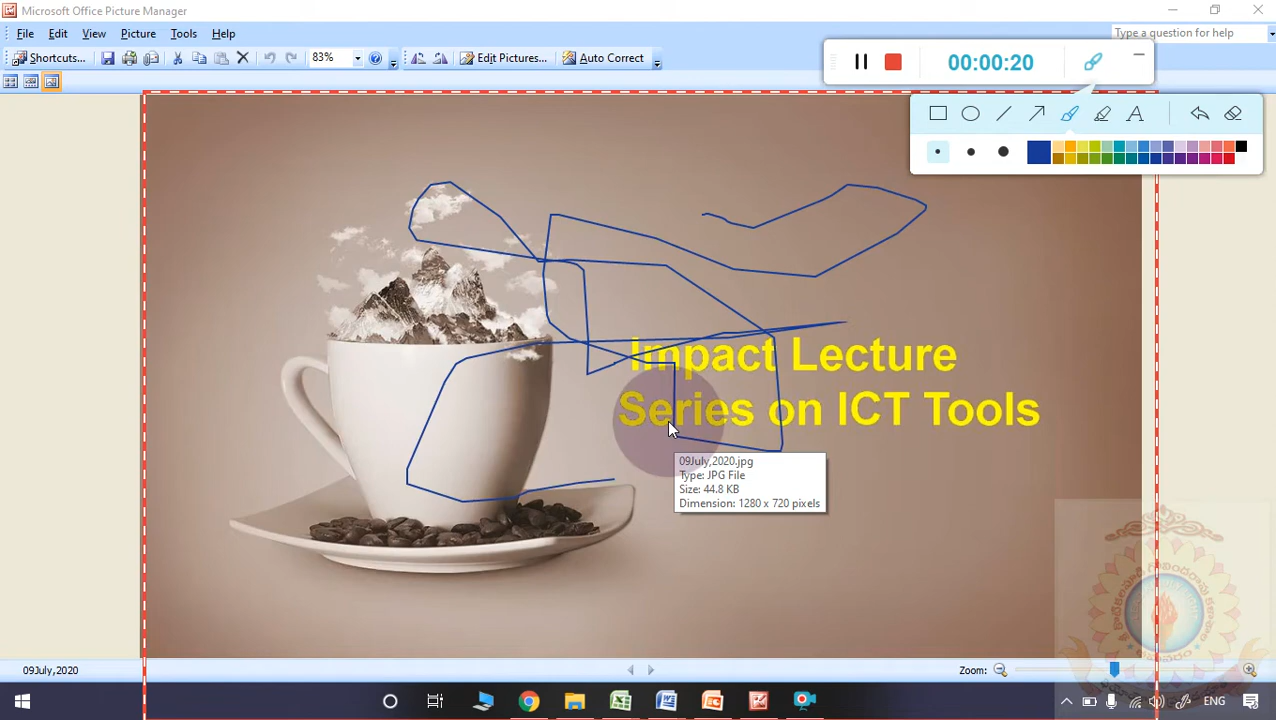 Microsoft Office Picture Manager
File Edit View Picture Tools Help
Type a question for help
Shortcuts... 83% Edit Pictures... Auto Correct
00:00:20
A
Impact Lecture
Series on ICT Tools
09July,2020.jpg
Type: JPG File
Size: 44.8 KB
Dimension: 1280 x 720 pixels
09July,2020
Zoom:
ENG